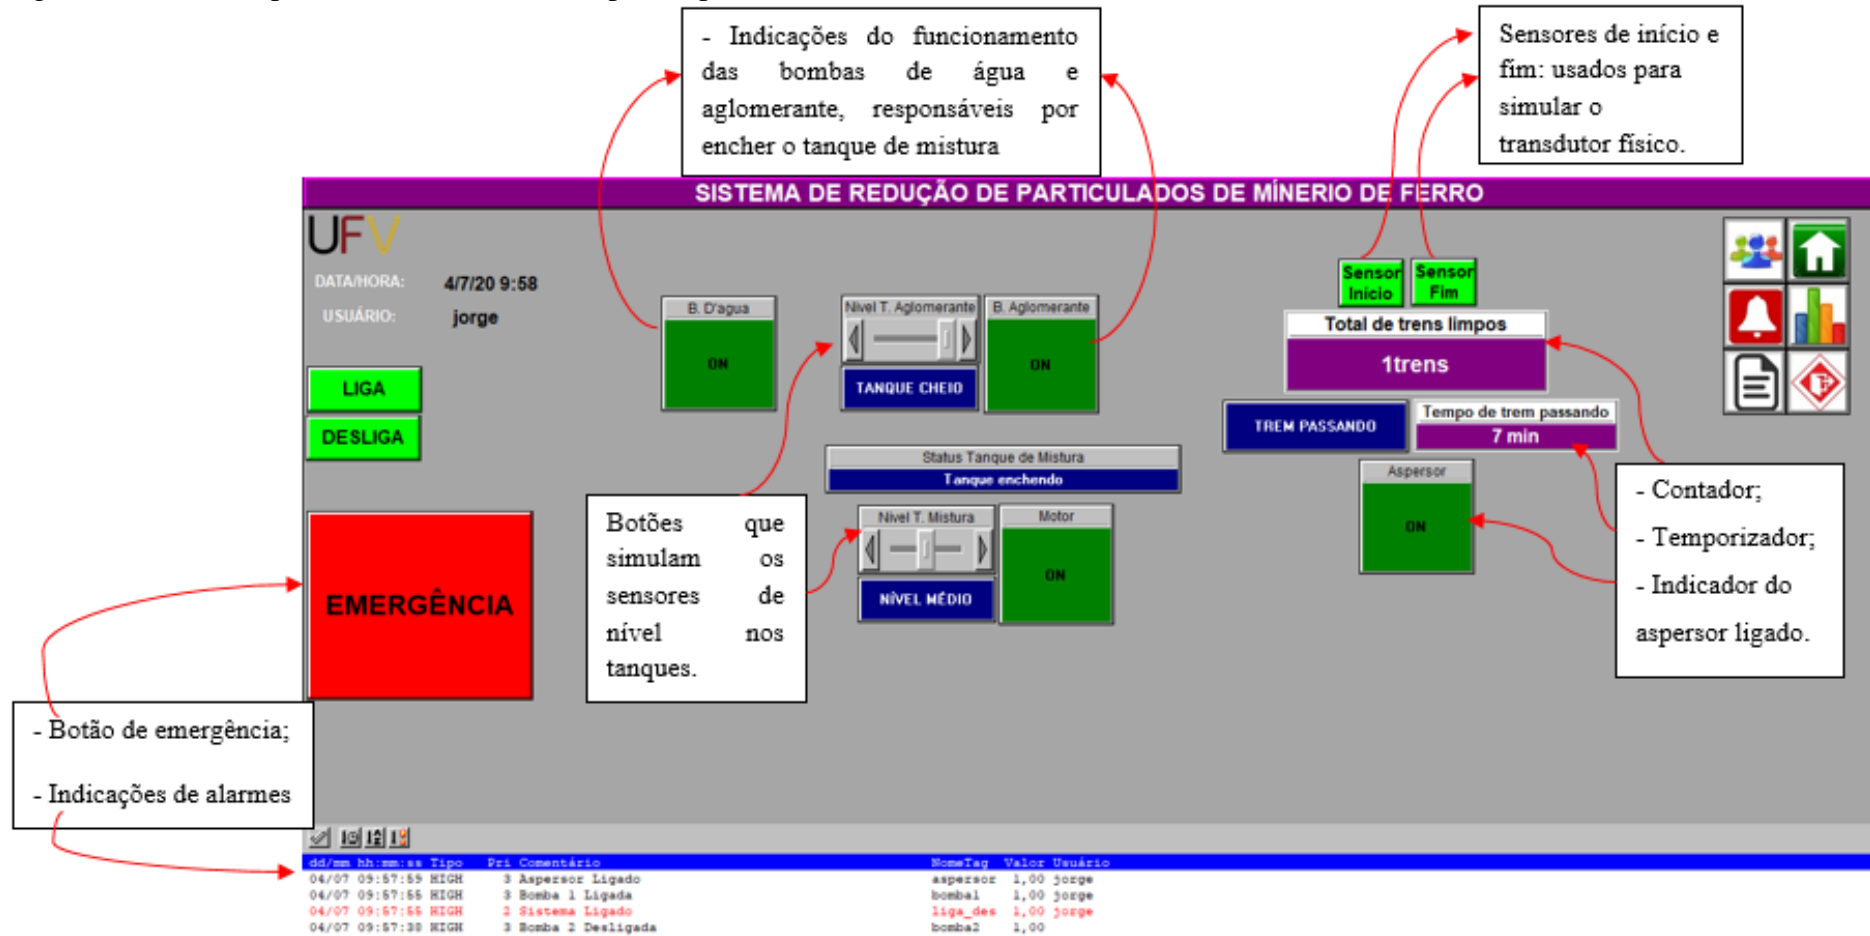 - Indicações do funcionamento
das bombas de água e
aglomerante, responsáveis por
encher o tanque de mistura
Sensores de início e
fim: usados para
simular o
transdutor físico.
SISTEMA DE REDUÇÃO DE PARTICULADOS DE MÍNERIO DE FERRO
UFV
DATA/HORA: 4/7/20 9:58
USUÁRIO: jorge
LIGA
DESLIGA
EMERGÊNCIA
B. D'agua
ON
Nivel T. Aglomerante
TANQUE CHEIO
B. Aglomerante
ON
Sensor
Inicio
Sensor
Fim
Total de trens limpos
1trens
TREM PASSANDO
Tempo de trem passando
7 min
Status Tanque de Mistura
Tanque enchendo
Nivel T. Mistura
NÍVEL MÉDIO
Motor
ON
Aspersor
ON
Botões que
simulam os
sensores de
nível nos
tanques.
- Contador;
- Temporizador;
- Indicador do
aspersor ligado.
- Botão de emergência;
- Indicações de alarmes
dd/mm hh:mm:ss Tipo Pri Comentário NomeTag Valor Usuário
04/07 09:57:59 HIGH 3 Aspersor Ligado aspersor 1,00 jorge
04/07 09:57:55 HIGH 3 Bomba 1 Ligada bomba1 1,00 jorge
04/07 09:57:55 HIGH 2 Sistema Ligado liga_des 1,00 jorge
04/07 09:57:38 HIGH 3 Bomba 2 Desligada bomba2 1,00